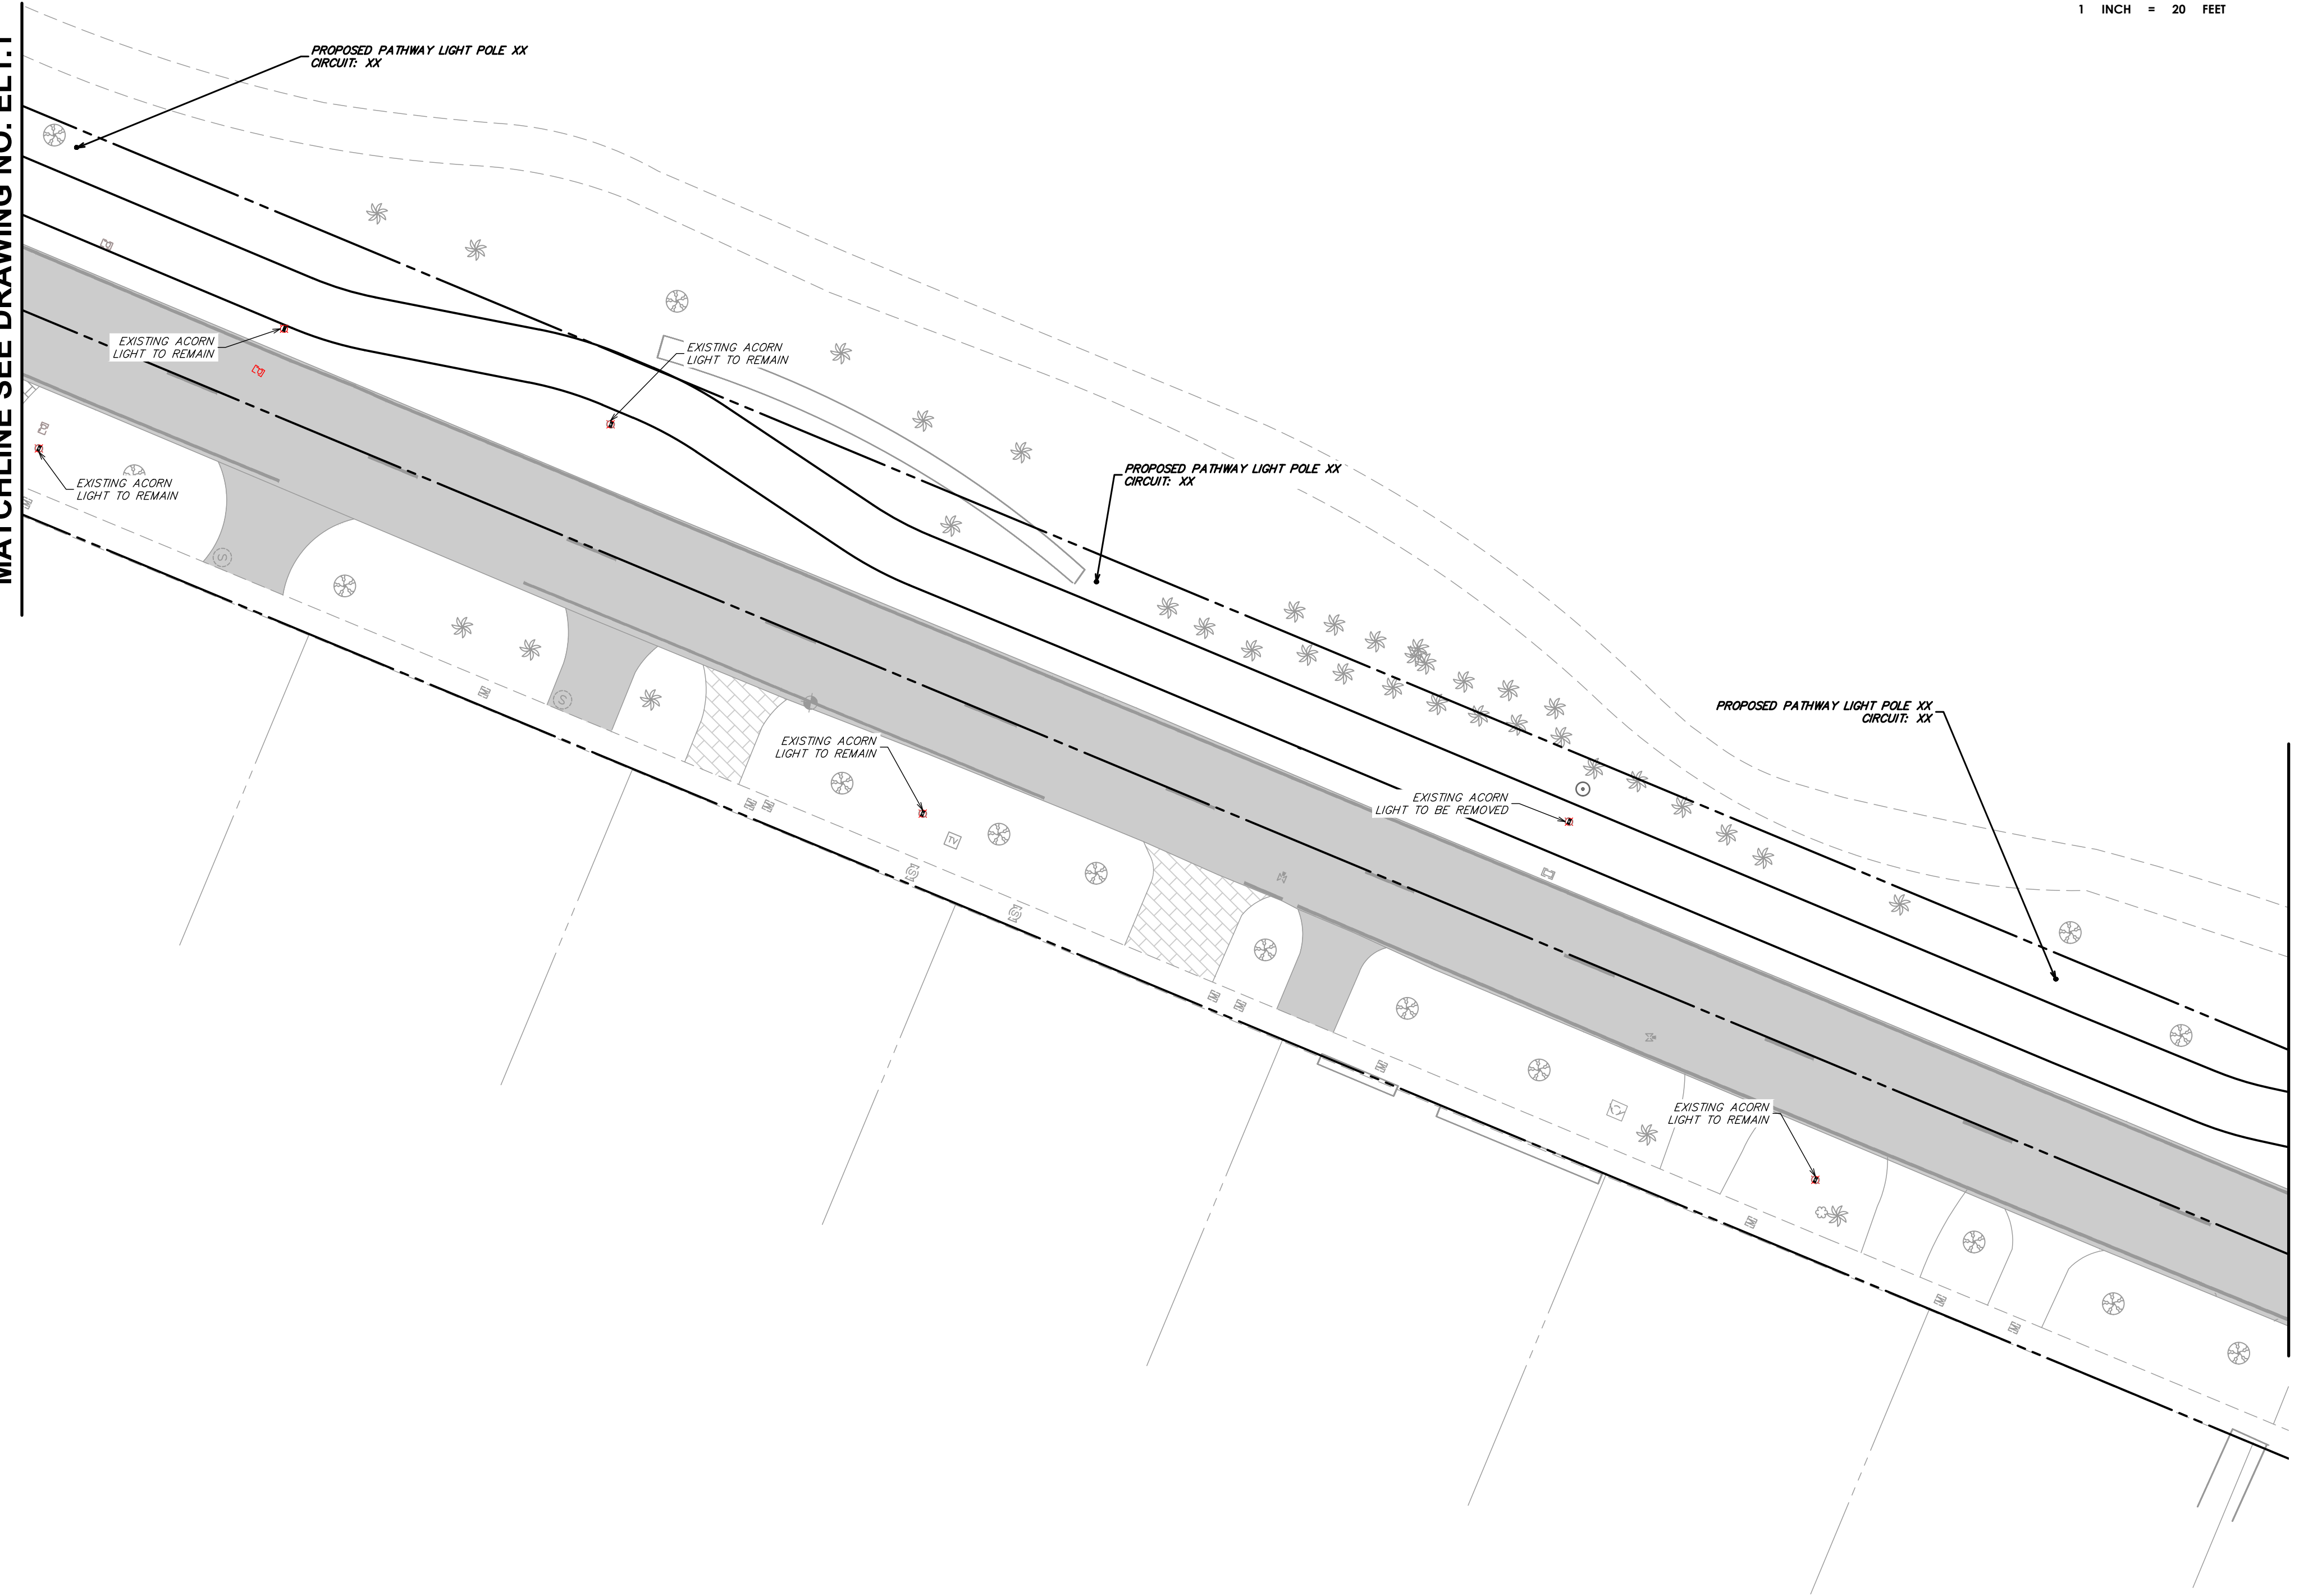 1 INCH = 20 FEET
MATCHLINE SEE DRAWING NO. ELT.1
PROPOSED PATHWAY LIGHT POLE XX
CIRCUIT: XX
EXISTING ACORN
LIGHT TO REMAIN
EXISTING ACORN
LIGHT TO REMAIN
EXISTING ACORN
LIGHT TO REMAIN
PROPOSED PATHWAY LIGHT POLE XX
CIRCUIT: XX
PROPOSED PATHWAY LIGHT POLE XX
CIRCUIT: XX
EXISTING ACORN
LIGHT TO REMAIN
EXISTING ACORN
LIGHT TO BE REMOVED
EXISTING ACORN
LIGHT TO REMAIN
TV
S
S
S
S
M
M
M
M
M
M
M
M
M
M